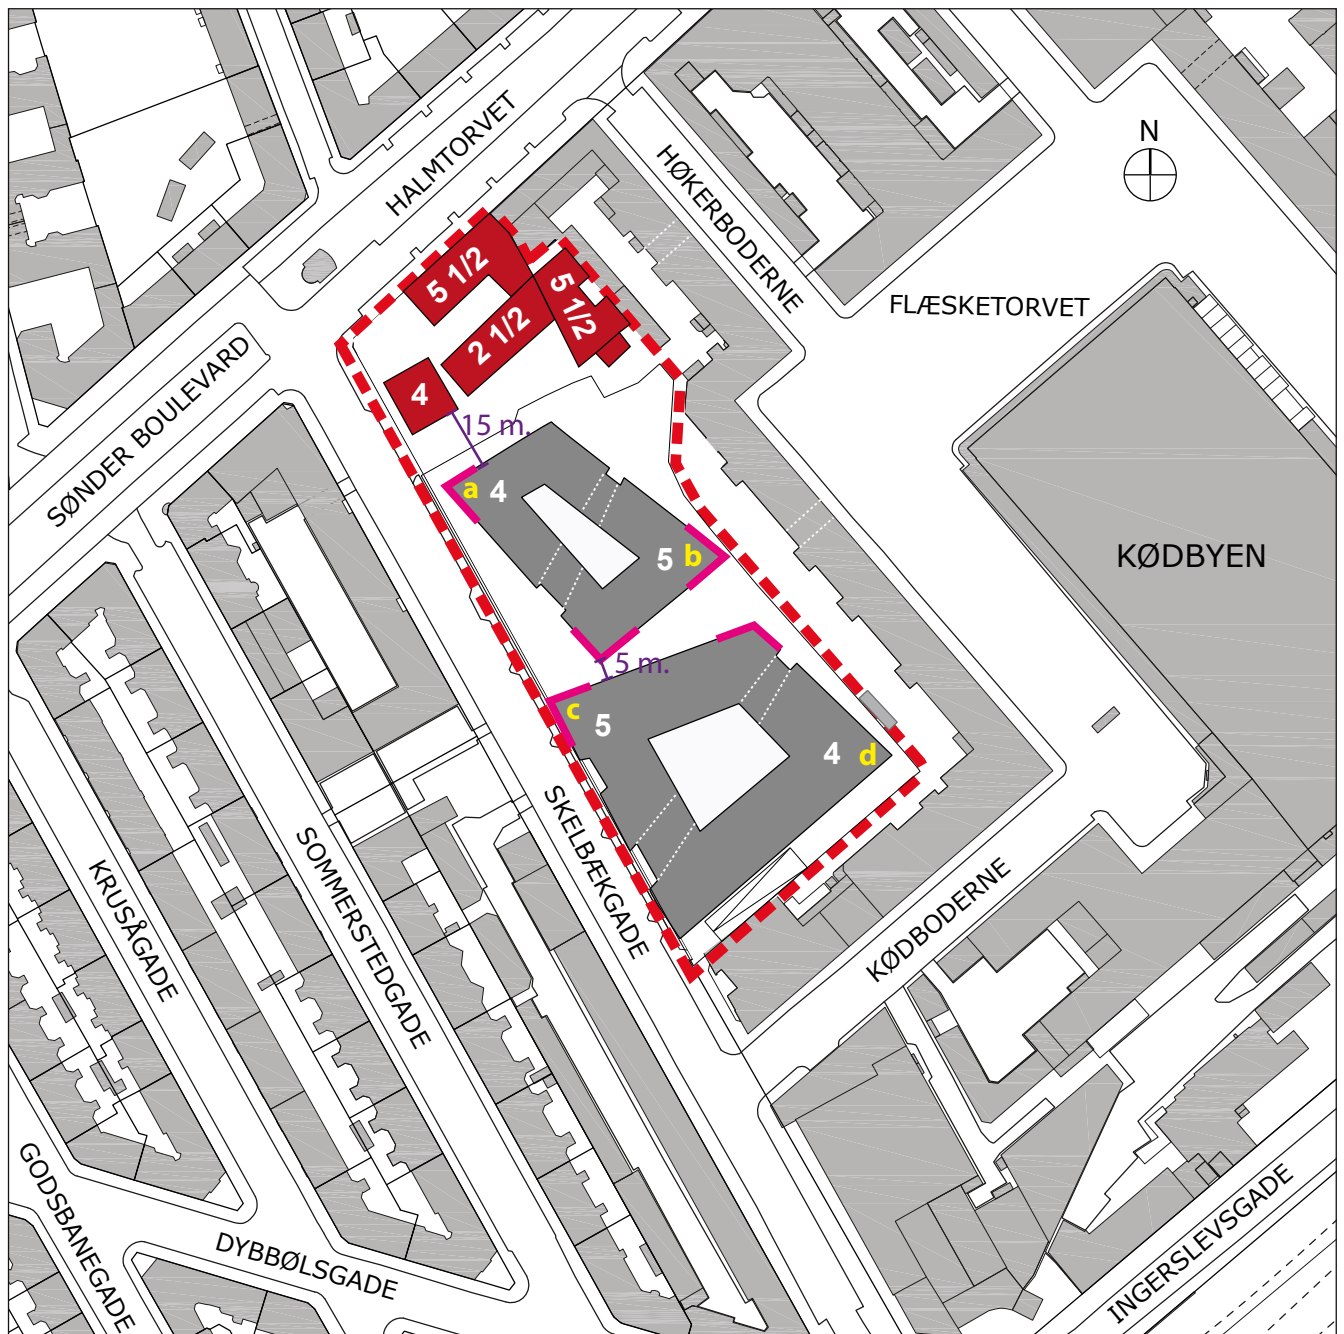 HALMTORVET
N
HØKERBODERNE
5 1/2
5 1/2
FLÆSKETORVET
2 1/2
SØNDER BOULEVARD
4
15 m.
a 4
5 b
KØDBYEN
5 m.
c
5
4 d
SKELBÆKGADE
SOMMERSTEDGADE
KRUSÅGADE
KØDBODERNE
GODSBANEGADE
DYBBØLSGADE
INGERSLEVSGADE